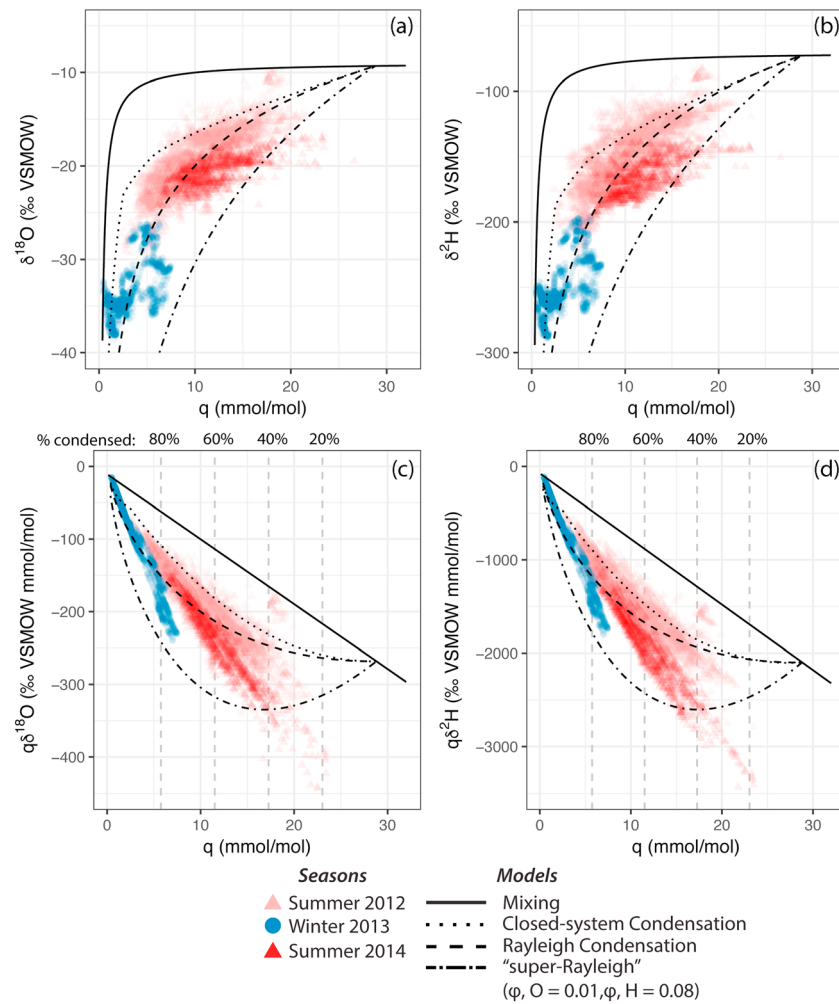 (a)
(b)
−10
−20
−30
−40
δ¹⁸O (‰ VSMOW)
0 10 20 30
q (mmol/mol)
−100
−200
−300
δ²H (‰ VSMOW)
0 10 20 30
q (mmol/mol)
% condensed: 80% 60% 40% 20%
80% 60% 40% 20%
(c)
(d)
0
−100
−200
−300
−400
qδ¹⁸O (‰ VSMOW mmol/mol)
0 10 20 30
q (mmol/mol)
0
−1000
−2000
−3000
qδ²H (‰ VSMOW mmol/mol)
0 10 20 30
q (mmol/mol)
Seasons
Summer 2012
Winter 2013
Summer 2014
Models
Mixing
Closed-system Condensation
Rayleigh Condensation
“super-Rayleigh”
(φ, O = 0.01,φ, H = 0.08)